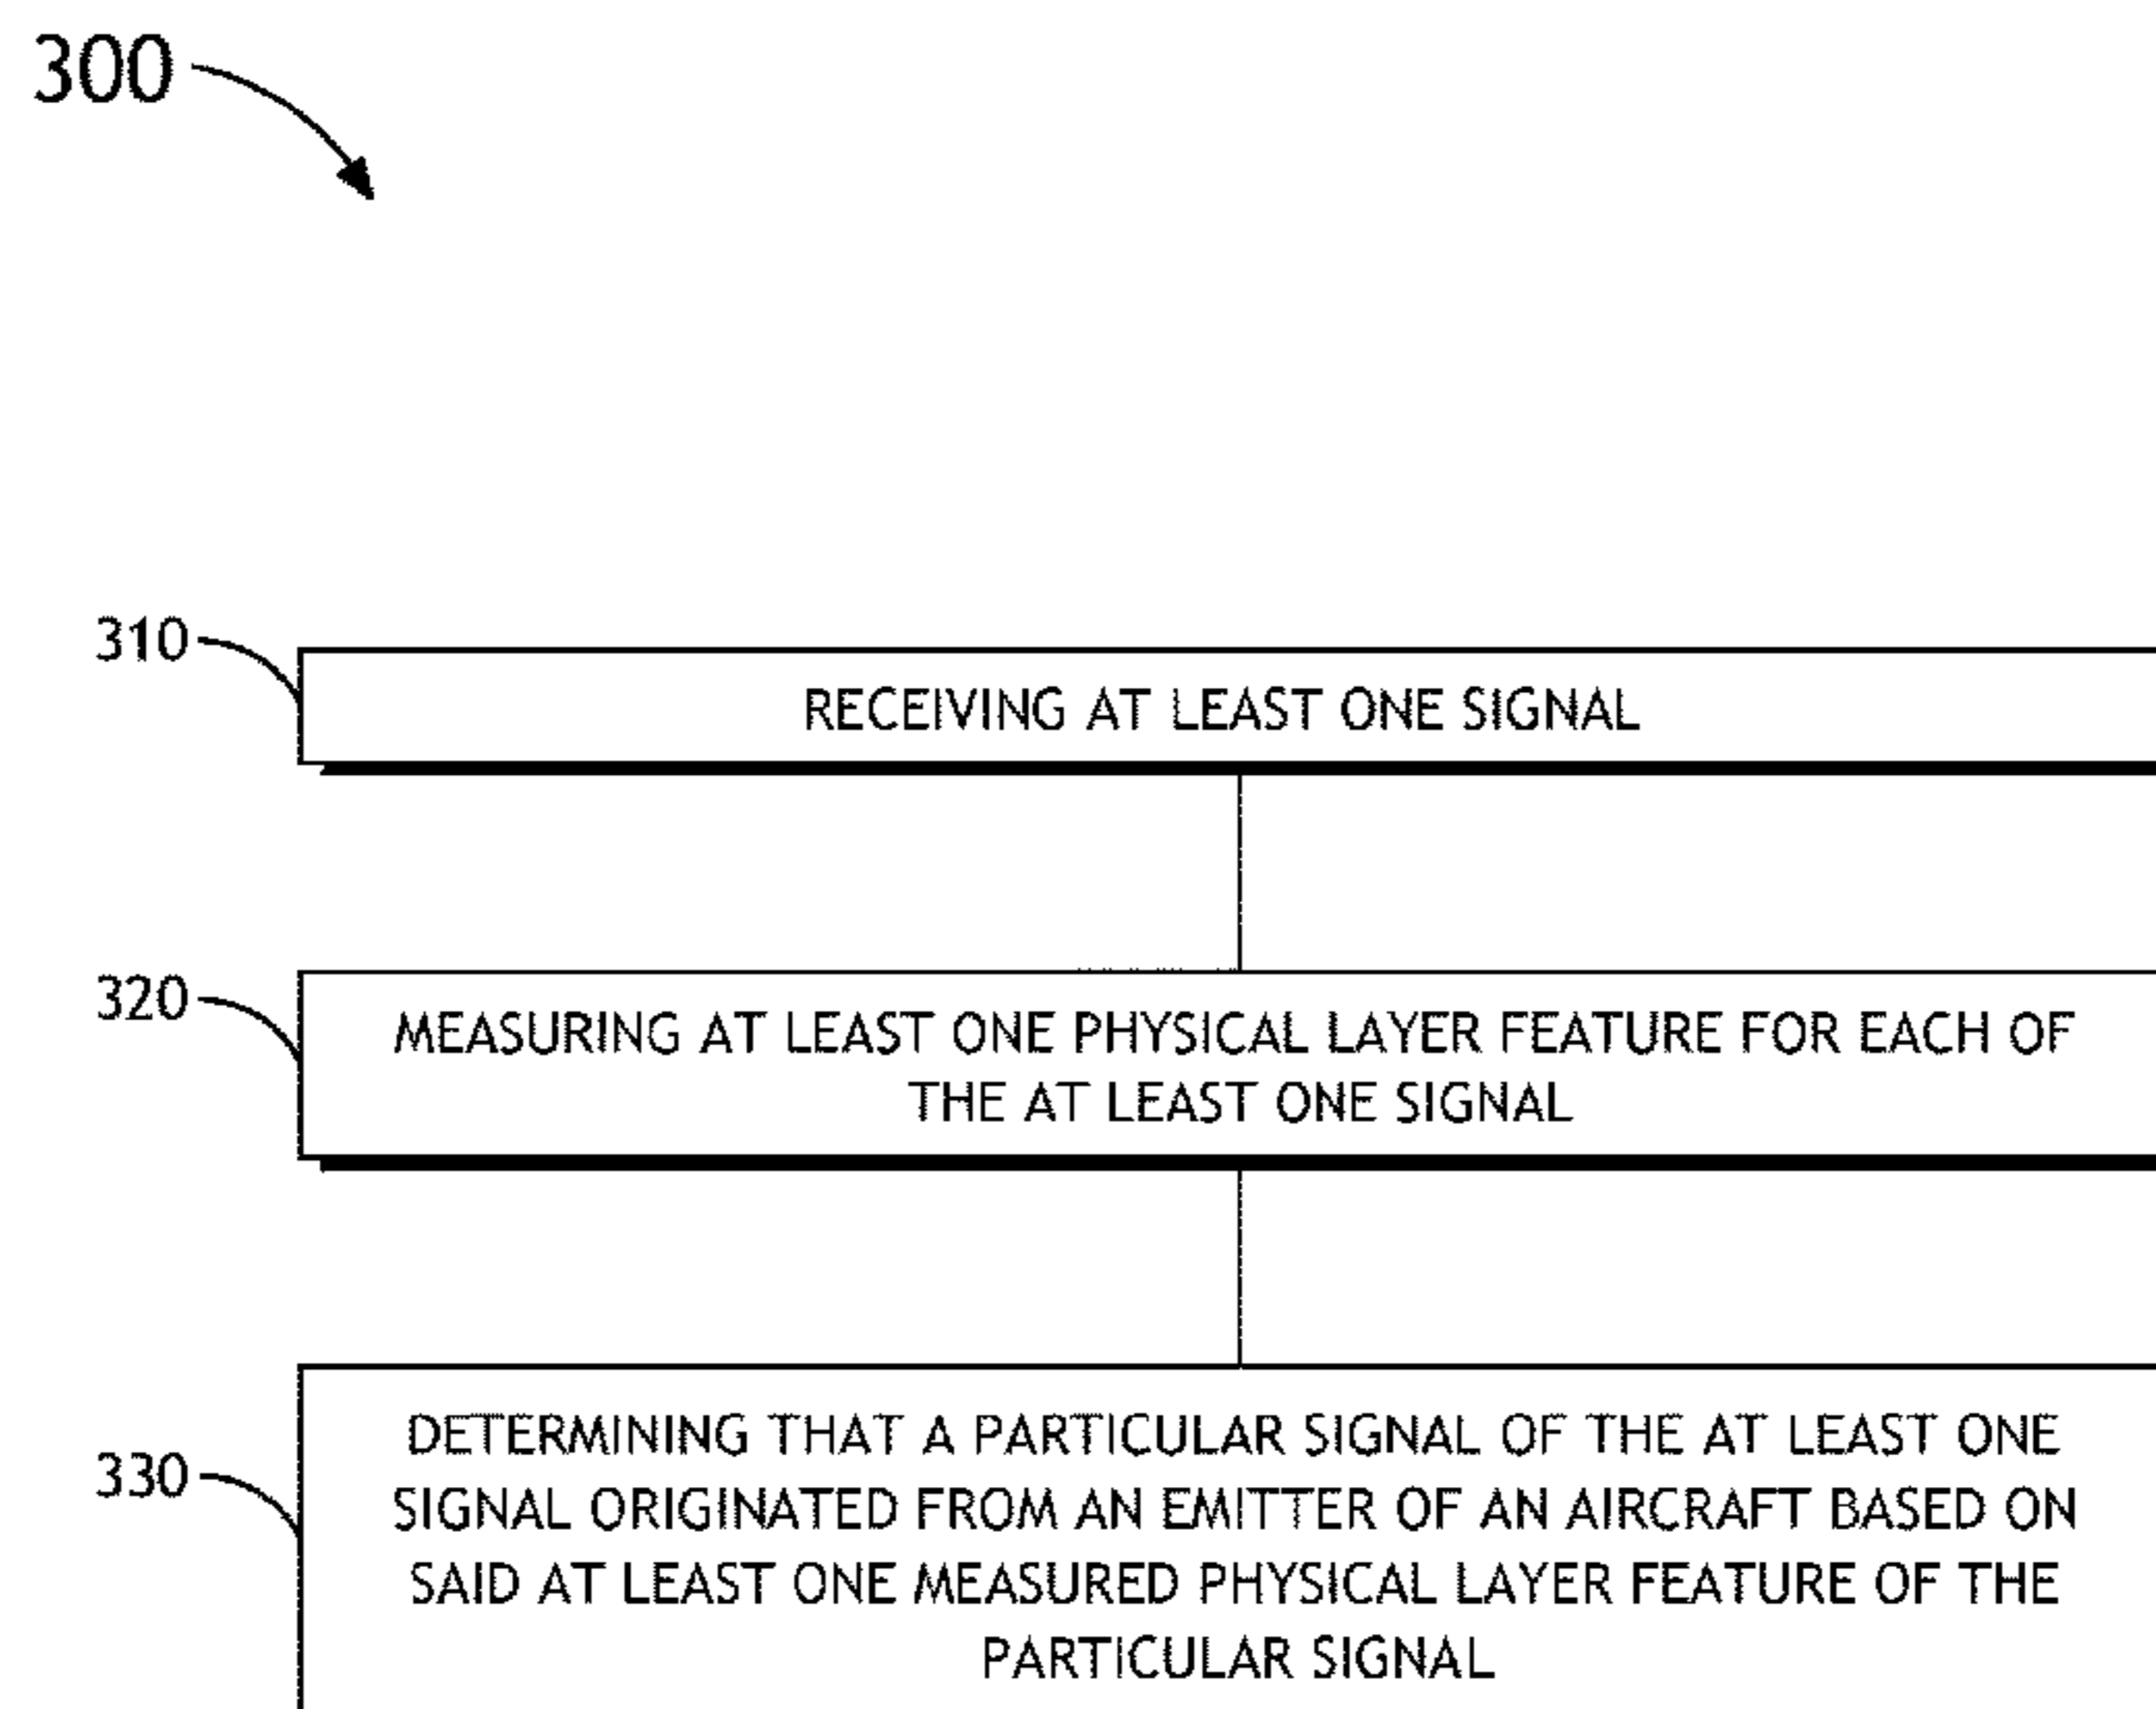 300
310
RECEIVING AT LEAST ONE SIGNAL
320
MEASURING AT LEAST ONE PHYSICAL LAYER FEATURE FOR EACH OF
THE AT LEAST ONE SIGNAL
330
DETERMINING THAT A PARTICULAR SIGNAL OF THE AT LEAST ONE
SIGNAL ORIGINATED FROM AN EMITTER OF AN AIRCRAFT BASED ON
SAID AT LEAST ONE MEASURED PHYSICAL LAYER FEATURE OF THE
PARTICULAR SIGNAL